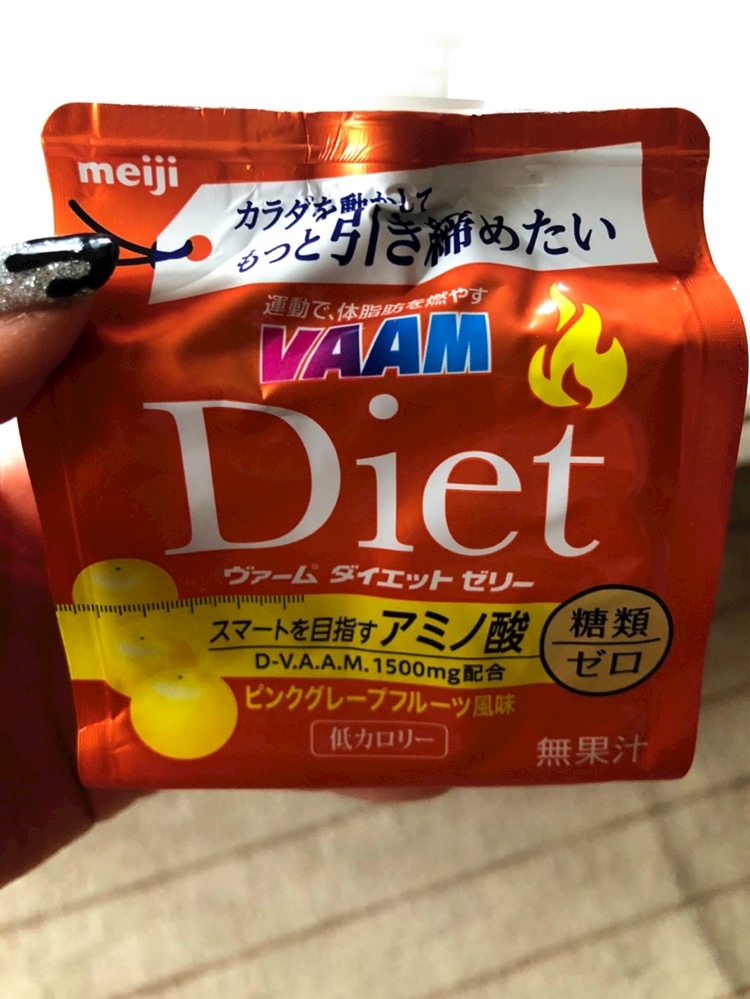 meiji
カラダを動かして
もっと引き締めたい
運動で、体脂肪を燃やす
VAAM
Diet
ヴァーム ダイエット ゼリー
スマートを目指すアミノ酸
D-V.A.A.M. 1500mg配合
糖類
ゼロ
ピンクグレープフルーツ風味
低カロリー
無果汁